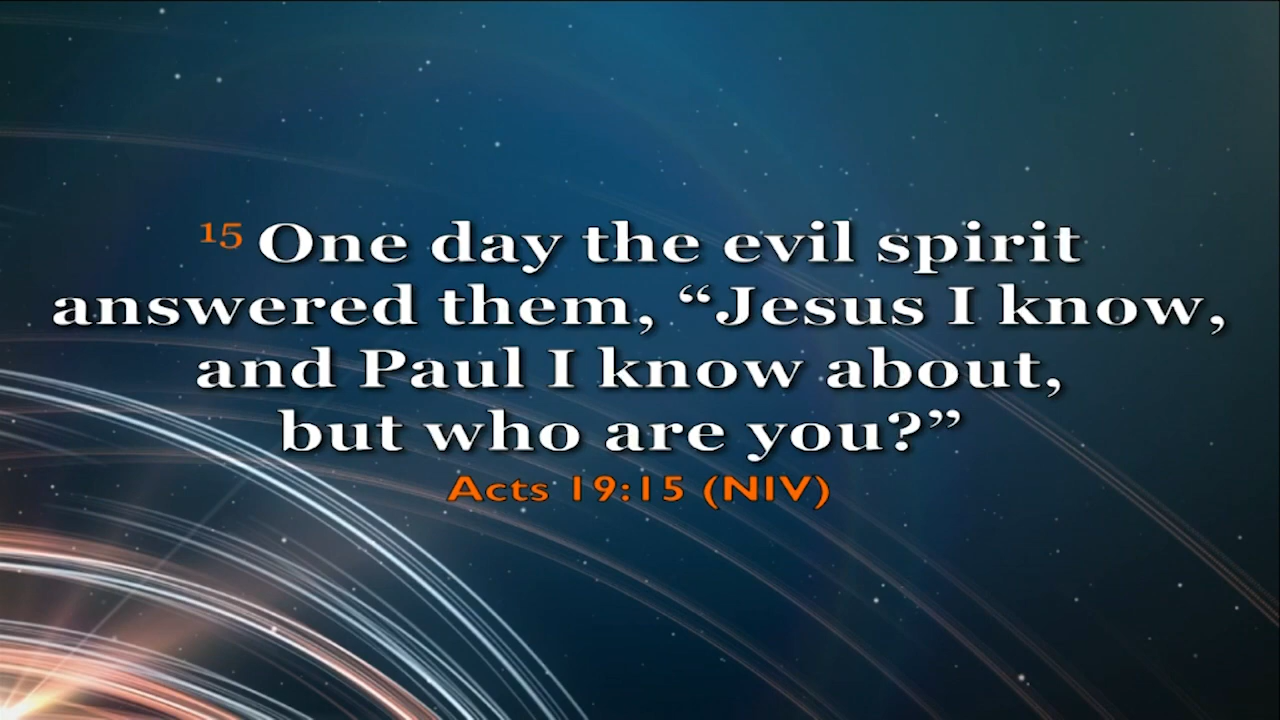 15 One day the evil spirit
answered them, “Jesus I know,
and Paul I know about,
but who are you?”
Acts 19:15 (NIV)